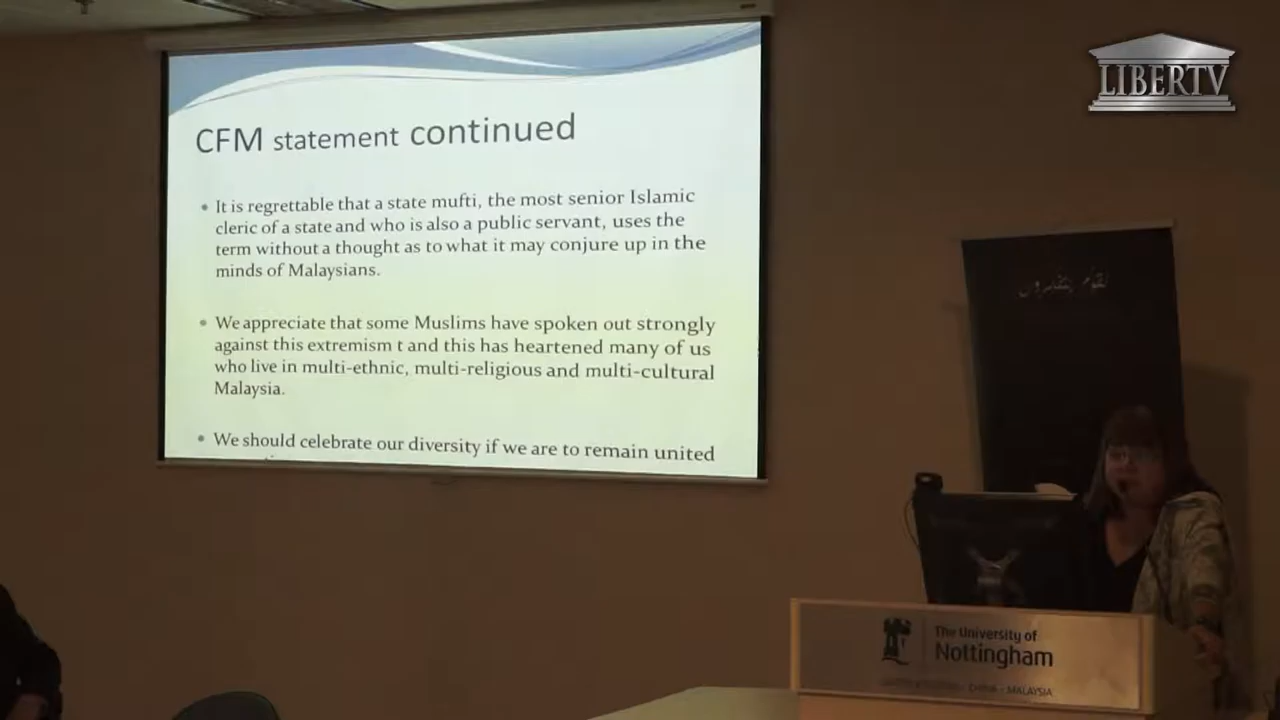 LIBERTV
CFM statement continued
• It is regrettable that a state mufti, the most senior Islamic
cleric of a state and who is also a public servant, uses the
term without a thought as to what it may conjure up in the
minds of Malaysians.
• We appreciate that some Muslims have spoken out strongly
against this extremism t and this has heartened many of us
who live in multi-ethnic, multi-religious and multi-cultural
Malaysia.
• We should celebrate our diversity if we are to remain united
لقوم يتفكرون
The University of
Nottingham
CHINA • MALAYSIA